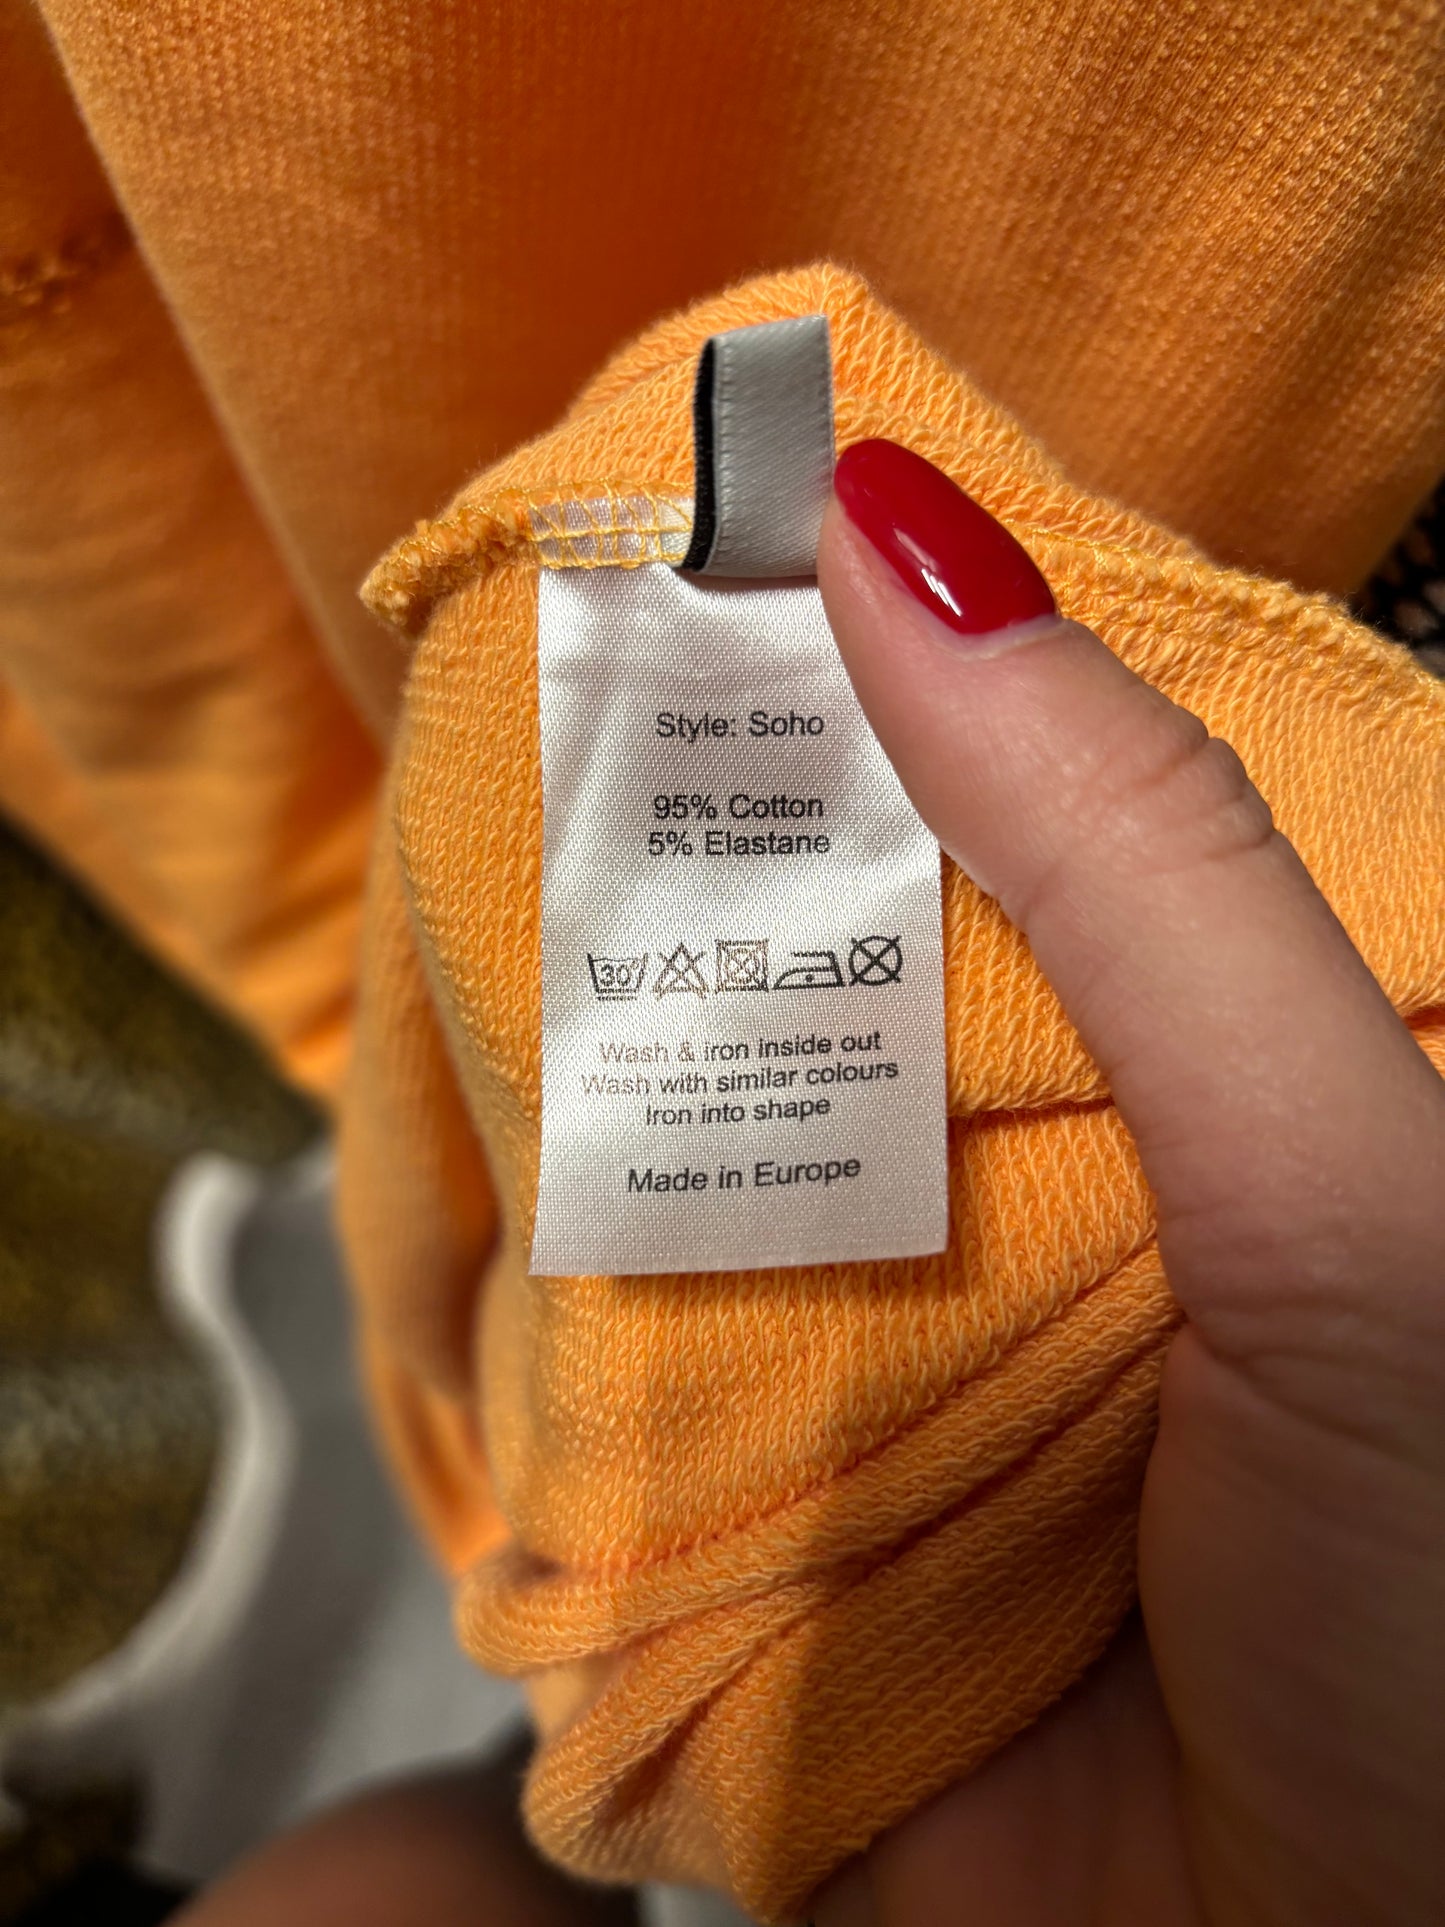 Style: Soho
95% Cotton
5% Elastane
30
Wash & iron inside out
Wash with similar colours
Iron into shape
Made in Europe